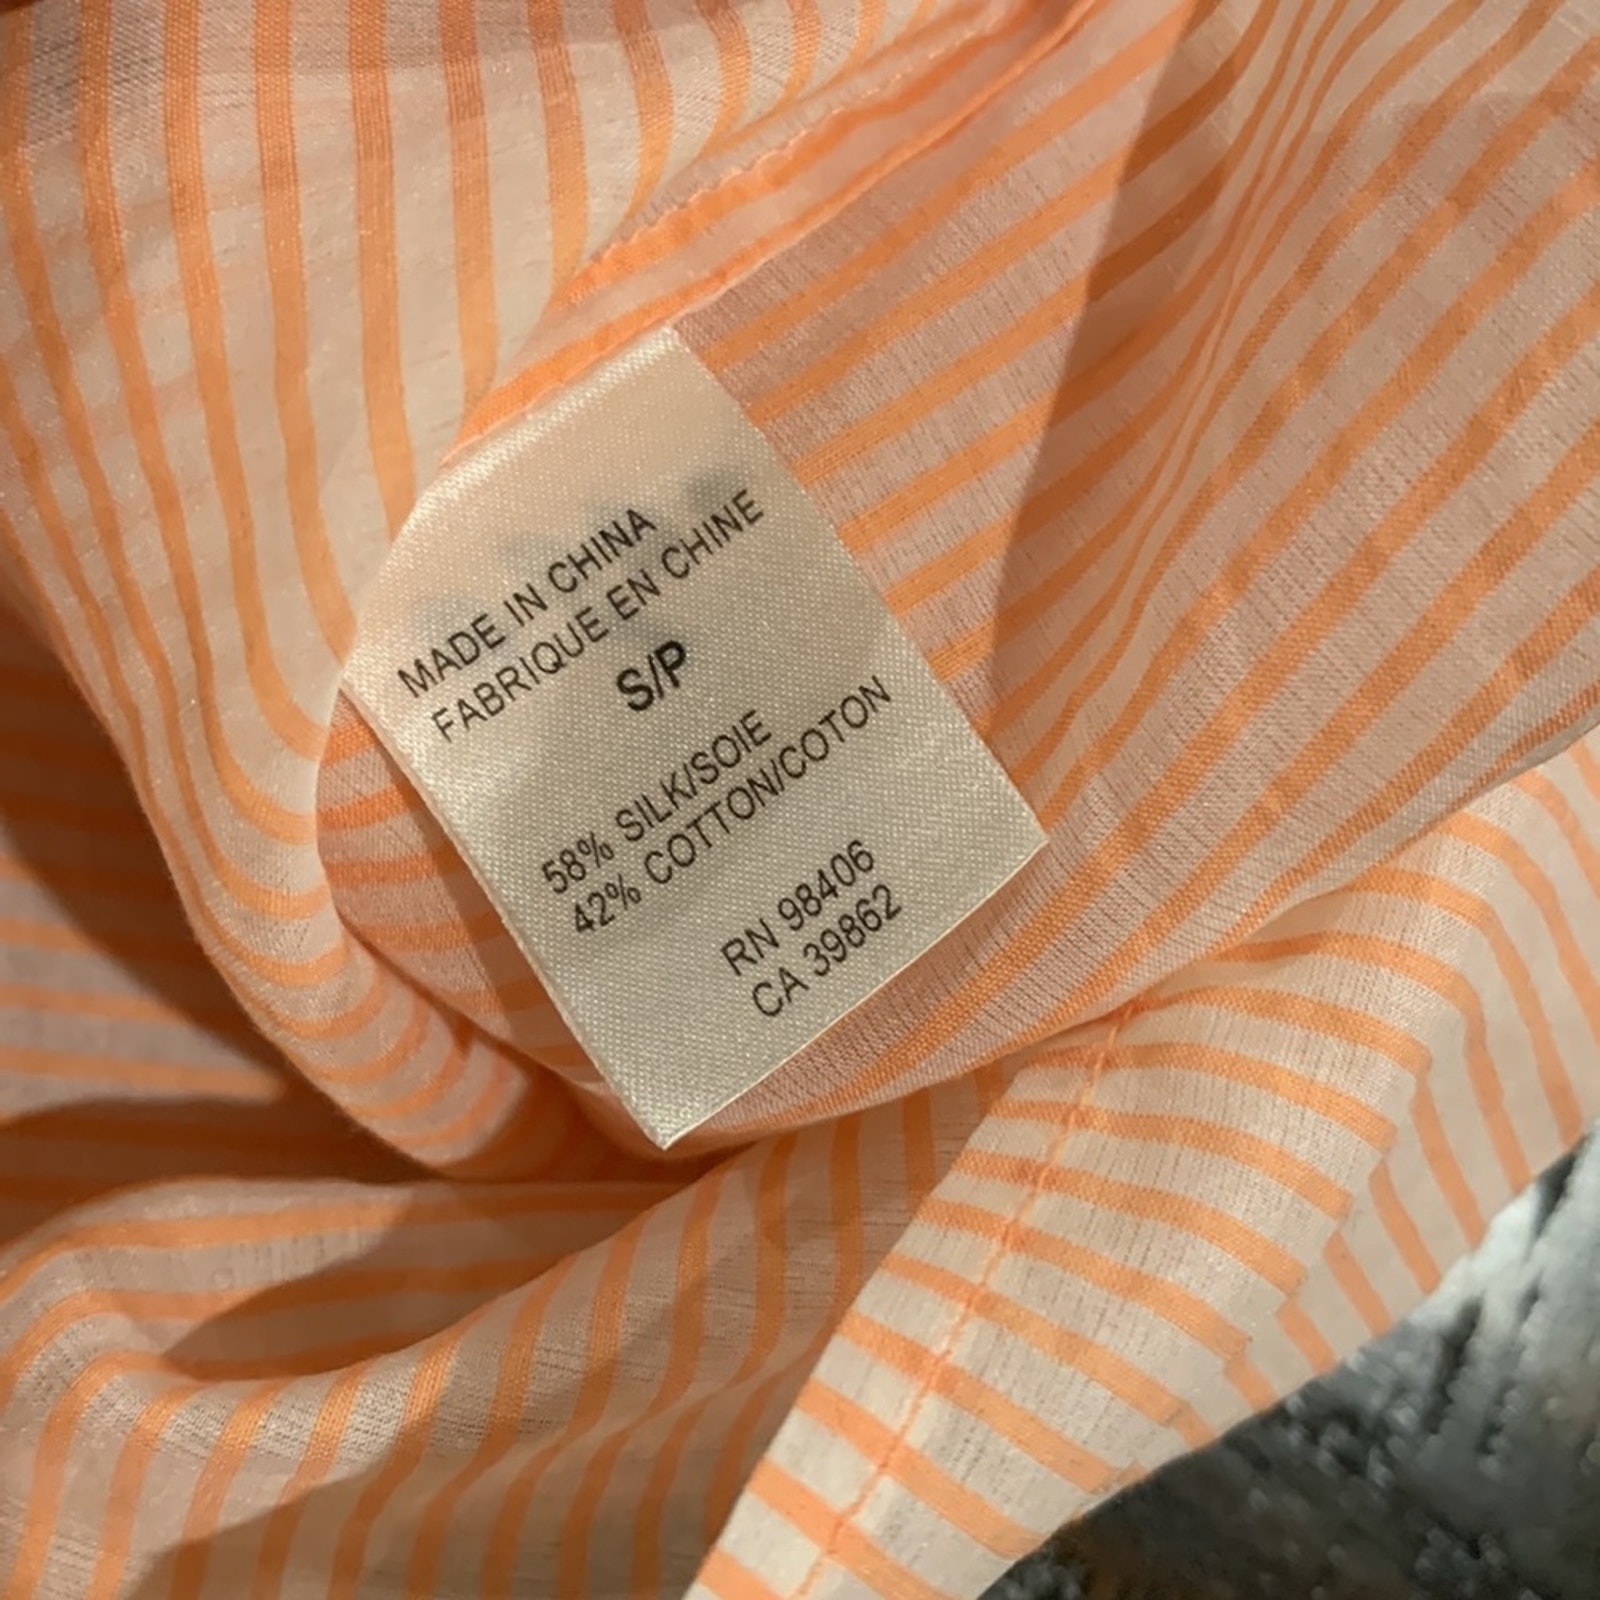 MADE IN CHINA
FABRIQUE EN CHINE
S/P
58% SILK/SOIE
42% COTTON/COTON
RN 98406
CA 39862